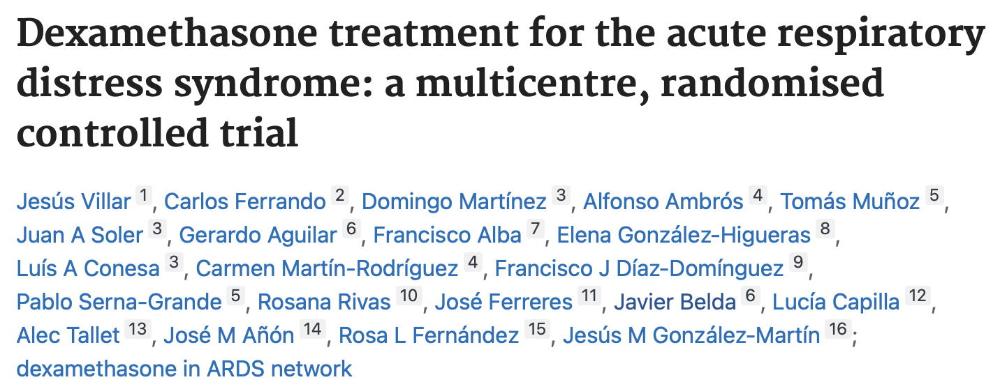 Dexamethasone treatment for the acute respiratory
distress syndrome: a multicentre, randomised
controlled trial
Jesús Villar 1, Carlos Ferrando 2, Domingo Martínez 3, Alfonso Ambrós 4, Tomás Muñoz 5,
Juan A Soler 3, Gerardo Aguilar 6, Francisco Alba 7, Elena González-Higueras 8,
Luís A Conesa 3, Carmen Martín-Rodríguez 4, Francisco J Díaz-Domínguez 9,
Pablo Serna-Grande 5, Rosana Rivas 10, José Ferreres 11, Javier Belda 6, Lucía Capilla 12,
Alec Tallet 13, José M Añón 14, Rosa L Fernández 15, Jesús M González-Martín 16;
dexamethasone in ARDS network